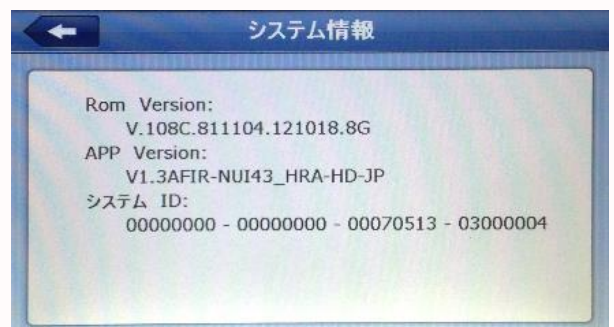 システム情報
Rom Version:
V.108C.811104.121018.8G
APP Version:
V1.3AFIR-NUI43_HRA-HD-JP
システム ID:
00000000 - 00000000 - 00070513 - 03000004